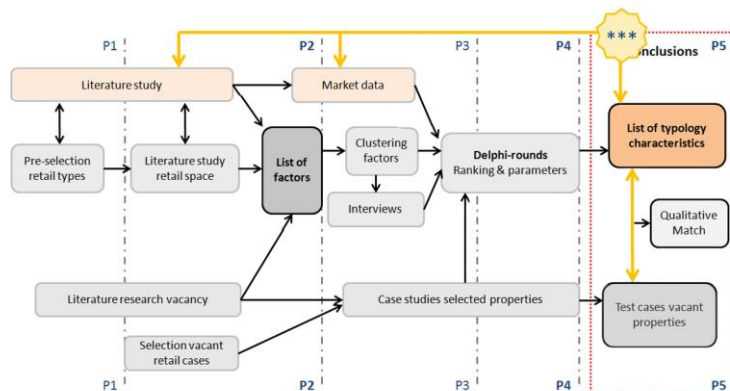 P1
P2
P3
P4
P5
***
onclusions
Literature study
Market data
Pre-selection
retail types
Literature study
retail space
List of
factors
Clustering
factors
Interviews
Delphi-rounds
Ranking & parameters
List of typology
characteristics
Qualitative
Match
Literature research vacancy
Case studies selected properties
Test cases vacant
properties
Selection vacant
retail cases
P1
P2
P3
P4
P5